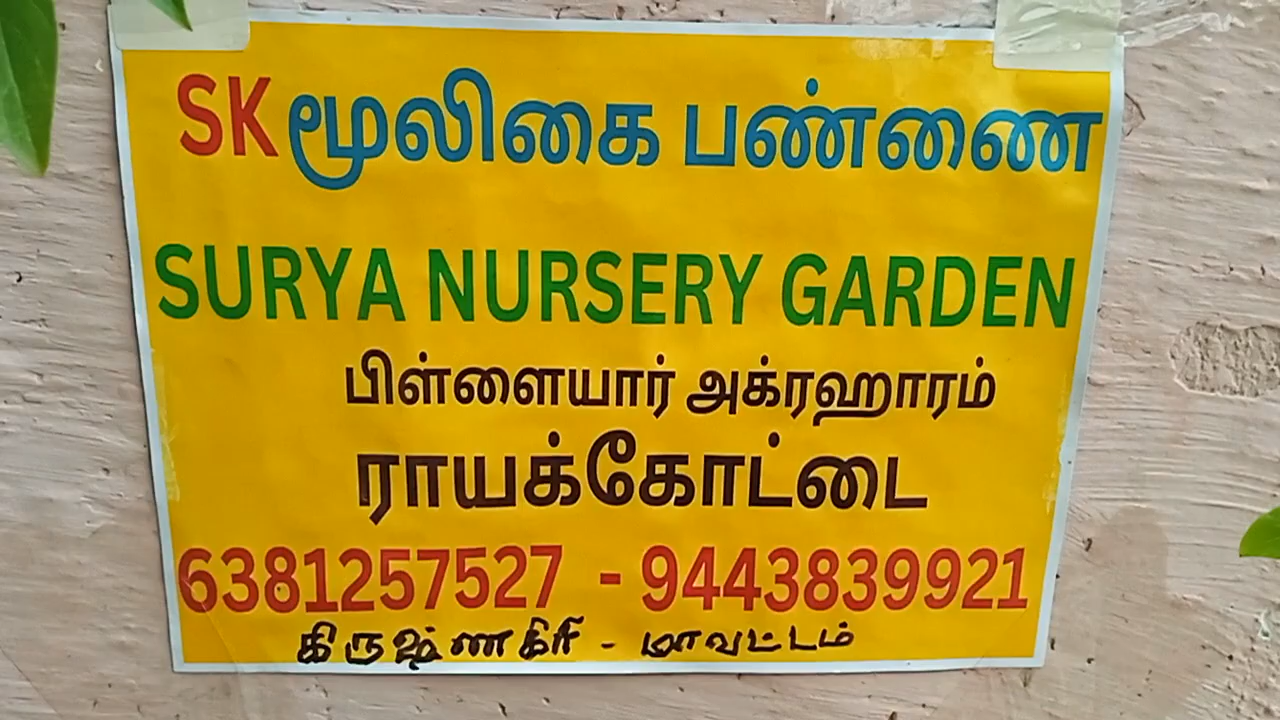 SK மூலிகை பண்ணை
SURYA NURSERY GARDEN
பிள்ளையார் அக்ரஹாரம்
ராயக்கோட்டை
6381257527 - 9443839921
கிருஷ்ணகிரி - மாவட்டம்